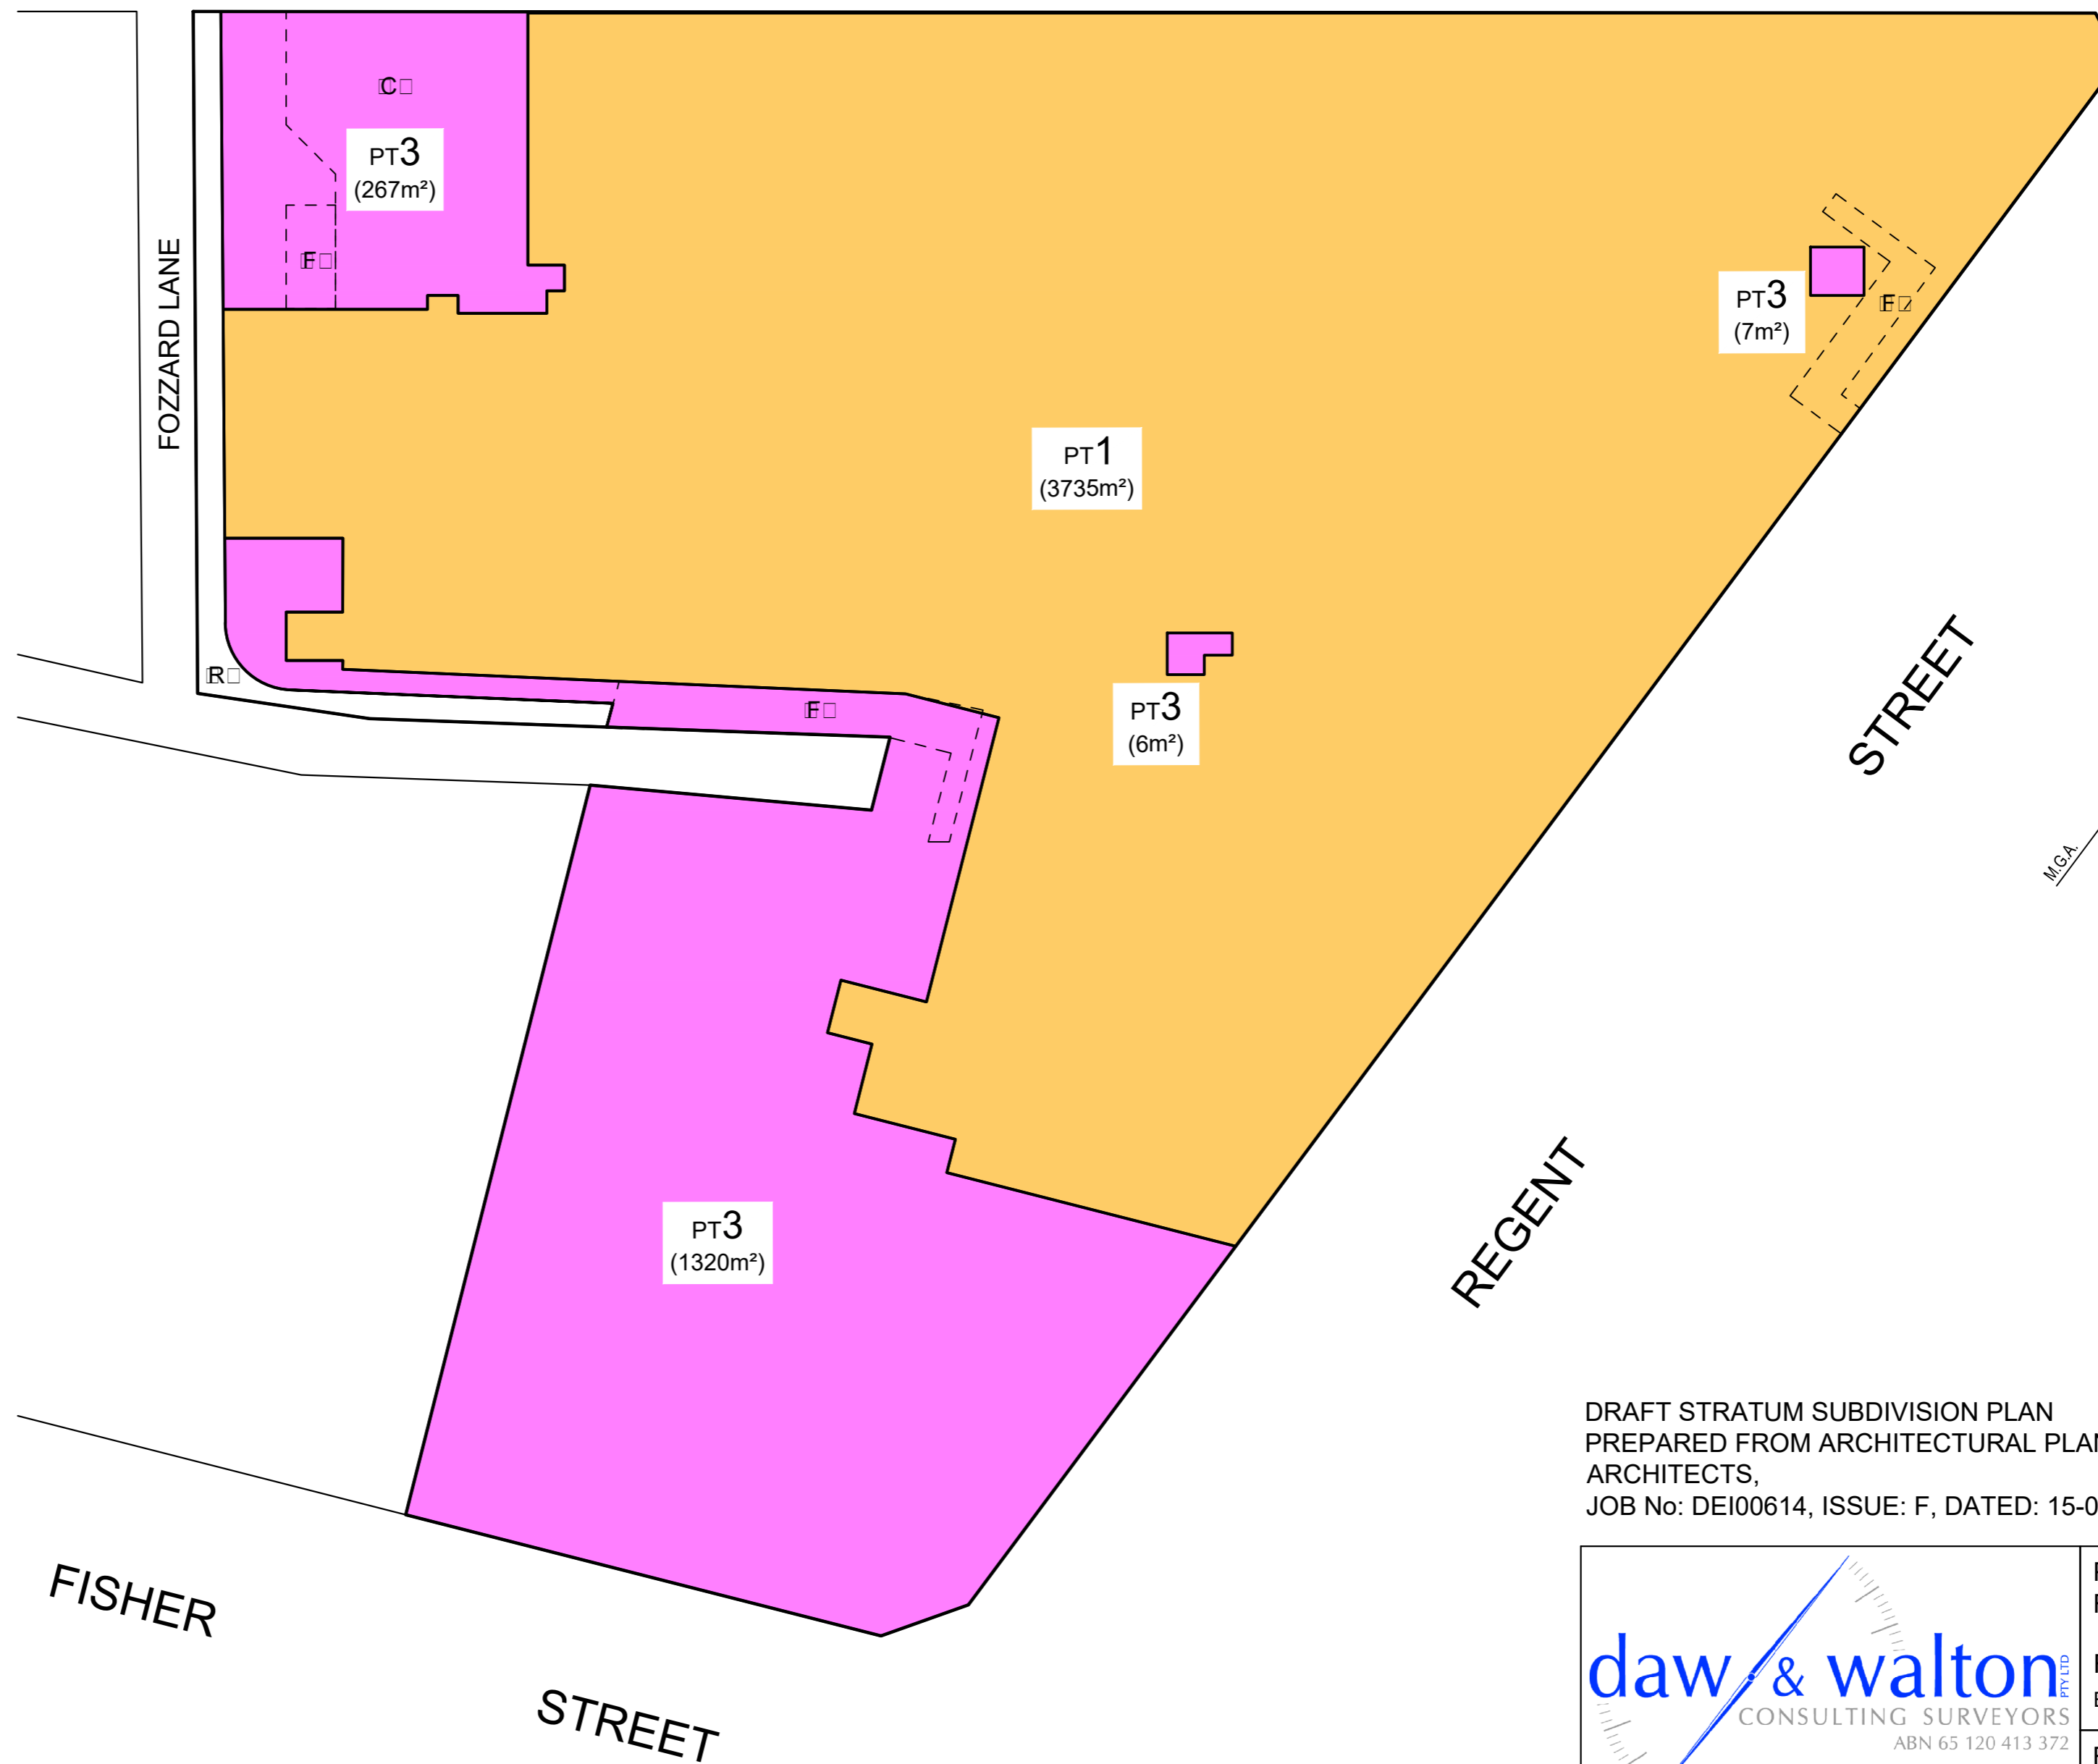 C
PT3
(267m²)
F
FOZZARD LANE
PT3
(7m²)
F
PT1
(3735m²)
R
F
PT3
(6m²)
STREET
M.G.A.
REGENT
PT3
(1320m²)
FISHER
STREET
DRAFT STRATUM SUBDIVISION PLAN
PREPARED FROM ARCHITECTURAL PLAN
ARCHITECTS,
JOB No: DEI00614, ISSUE: F, DATED: 15-0
daw & walton PTY LTD
CONSULTING SURVEYORS
ABN 65 120 413 372